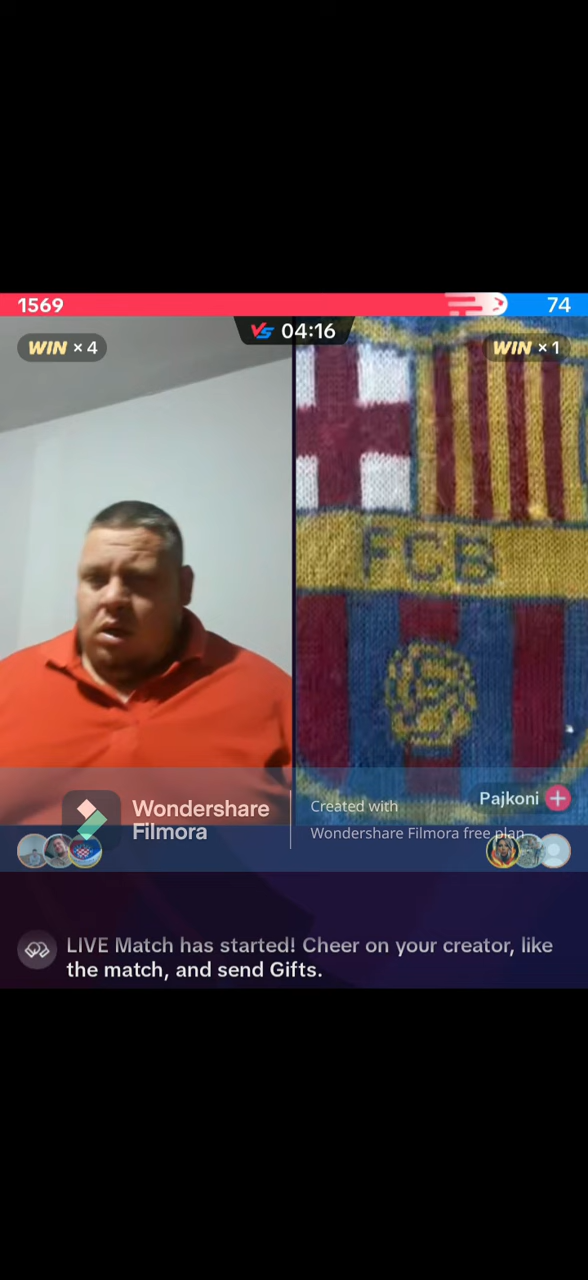 1569
74
VS 04:16
WIN × 4
WIN × 1
FCB
Wondershare
Filmora
Created with
Wondershare Filmora free plan
Pajkoni
LIVE Match has started! Cheer on your creator, like
the match, and send Gifts.